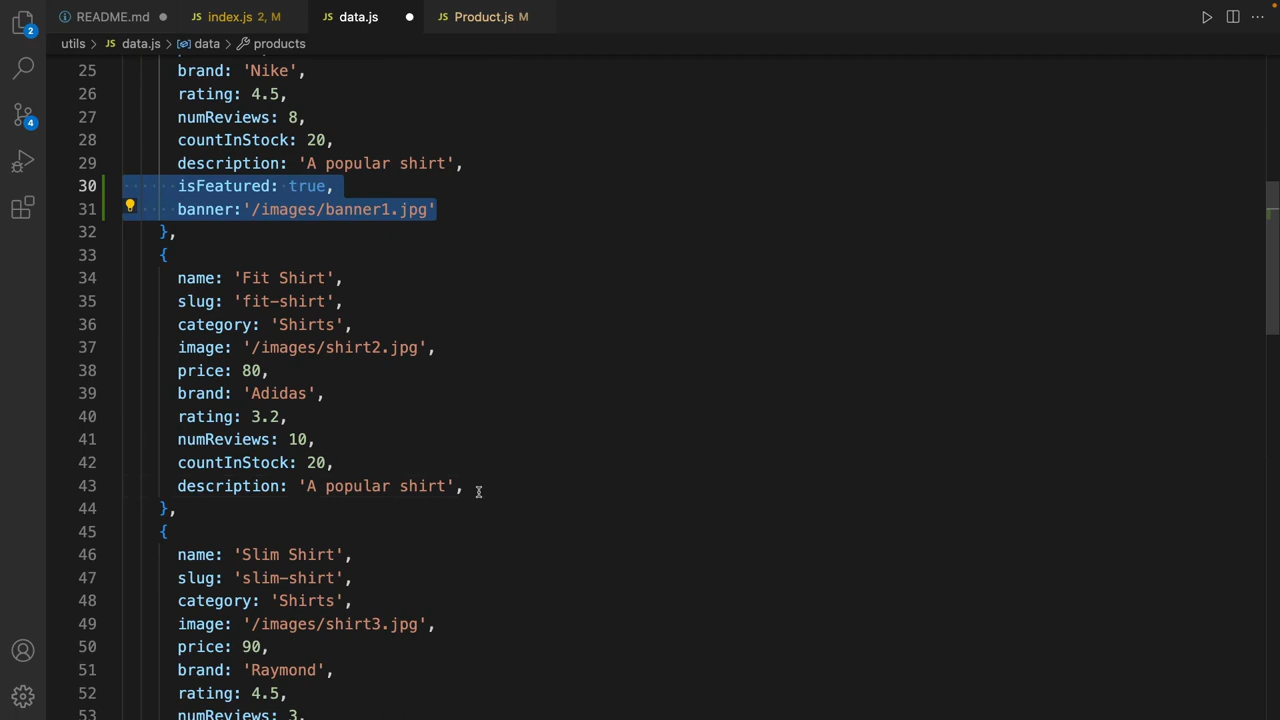 README.md
index.js 2, M
data.js
Product.js M
utils > data.js > data > products
25 brand: 'Nike',
26 rating: 4.5,
27 numReviews: 8,
28 countInStock: 20,
29 description: 'A popular shirt',
30 isFeatured: true,
31 banner:'/images/banner1.jpg'
32 },
33 {
34 name: 'Fit Shirt',
35 slug: 'fit-shirt',
36 category: 'Shirts',
37 image: '/images/shirt2.jpg',
38 price: 80,
39 brand: 'Adidas',
40 rating: 3.2,
41 numReviews: 10,
42 countInStock: 20,
43 description: 'A popular shirt',
44 },
45 {
46 name: 'Slim Shirt',
47 slug: 'slim-shirt',
48 category: 'Shirts',
49 image: '/images/shirt3.jpg',
50 price: 90,
51 brand: 'Raymond',
52 rating: 4.5,
53 numReviews: 3,
2
4